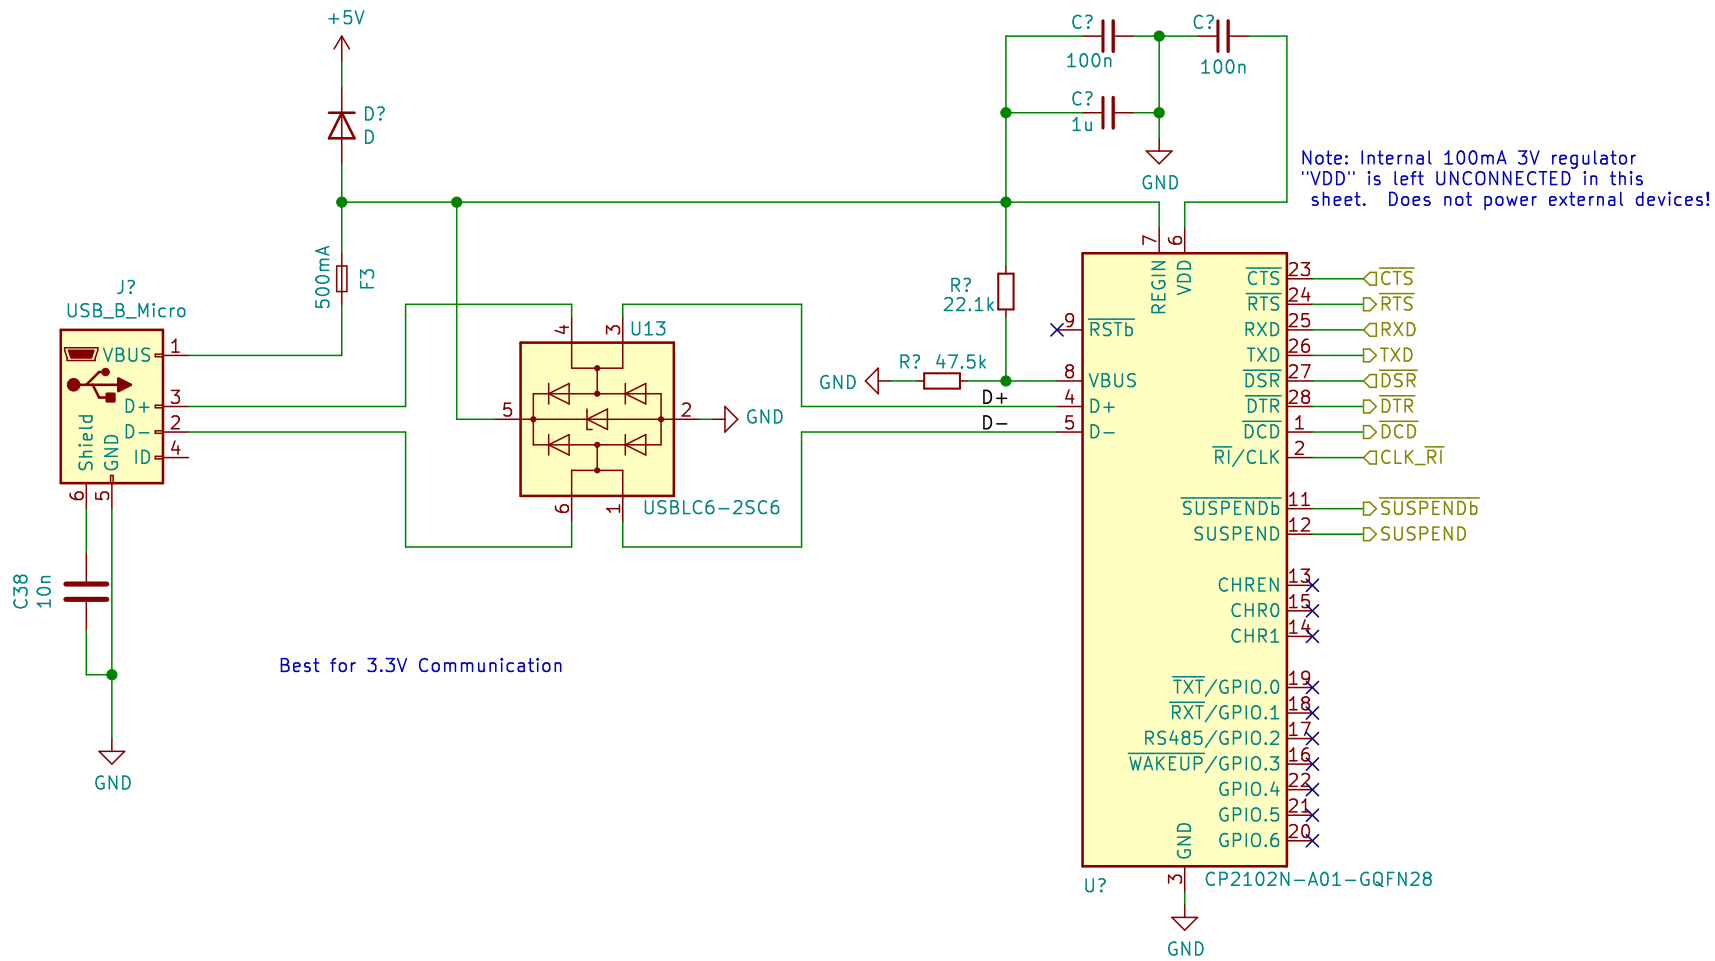 +5V
D?
D
C?
100n
C?
100n
C?
1u
GND
Note: Internal 100mA 3V regulator
"VDD" is left UNCONNECTED in this
sheet.  Does not power external devices!
500mA
F3
J?
USB_B_Micro
VBUS
1
D+
3
D-
2
ID
4
Shield
GND
6
5
C38
10n
GND
Best for 3.3V Communication
4
3
U13
5
2
GND
6
1
USBLC6-2SC6
R?
22.1k
R? 47.5k
GND
D+
D-
7
6
REGIN
VDD
9
RSTb
8
VBUS
4
D+
5
D-
CTS 23 CTS
RTS 24 RTS
RXD 25 RXD
TXD 26 TXD
DSR 27 DSR
DTR 28 DTR
DCD 1 DCD
RI/CLK 2 CLK_RI
SUSPENDb 11 SUSPENDb
SUSPEND 12 SUSPEND
CHREN 13
CHR0 15
CHR1 14
TXT/GPIO.0 19
RXT/GPIO.1 18
RS485/GPIO.2 17
WAKEUP/GPIO.3 16
GPIO.4 22
GPIO.5 21
GPIO.6 20
GND
3
U?
CP2102N-A01-GQFN28
GND